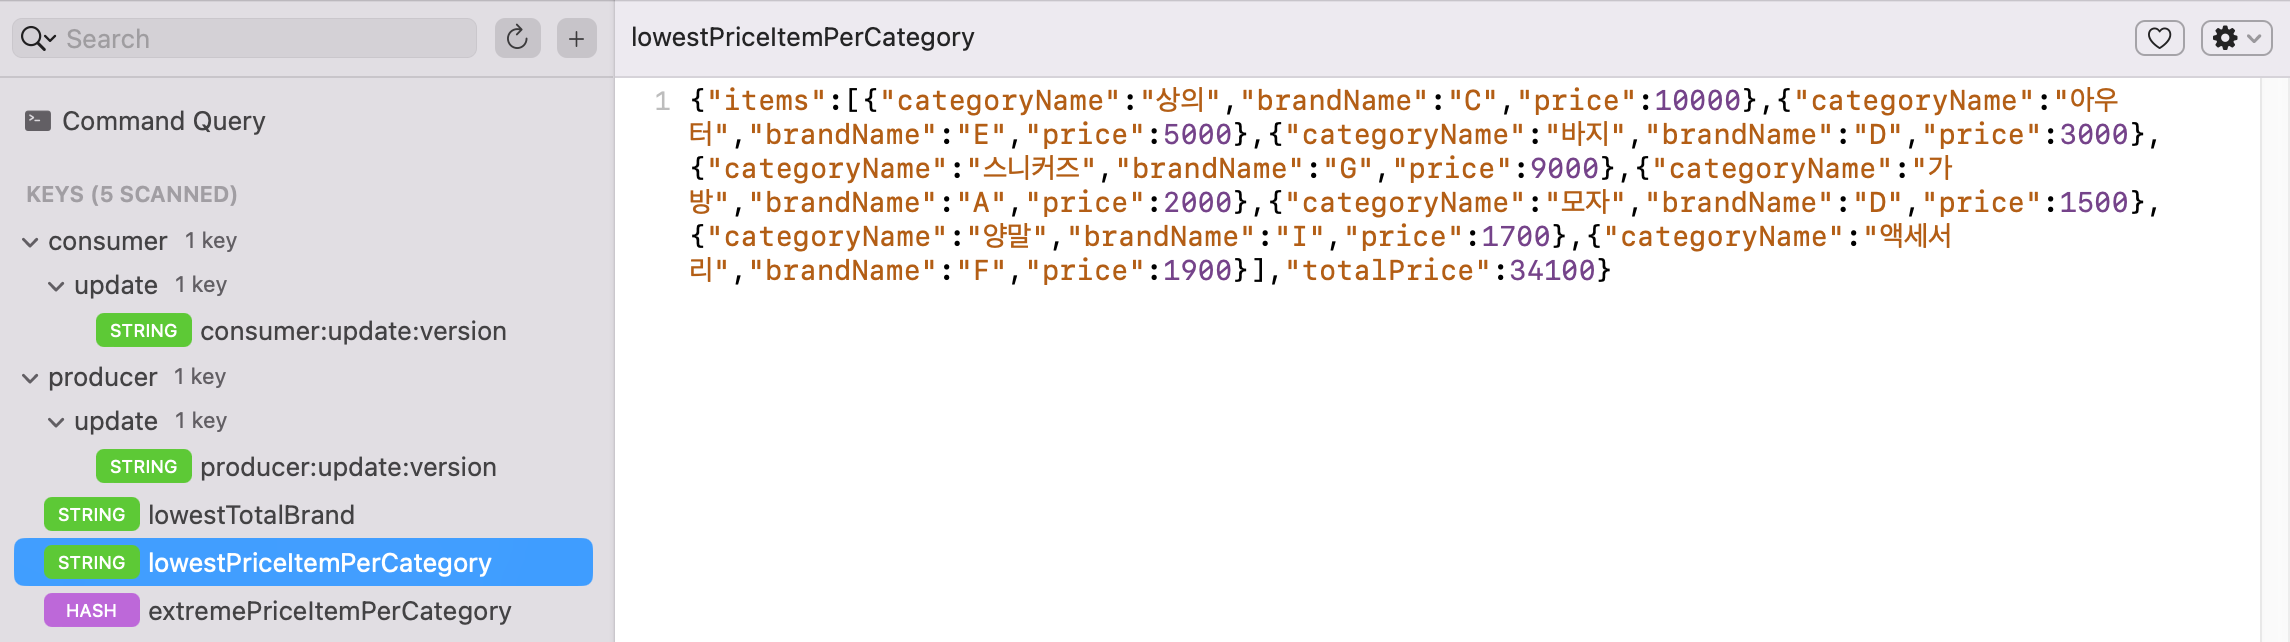 Search
Command Query
KEYS (5 SCANNED)
consumer 1 key
update 1 key
STRING consumer:update:version
producer 1 key
update 1 key
STRING producer:update:version
STRING lowestTotalBrand
STRING lowestPriceItemPerCategory
HASH extremePriceItemPerCategory
lowestPriceItemPerCategory
1 {"items":[{"categoryName":"상의","brandName":"C","price":10000},{"categoryName":"아우
터","brandName":"E","price":5000},{"categoryName":"바지","brandName":"D","price":3000},
{"categoryName":"스니커즈","brandName":"G","price":9000},{"categoryName":"가
방","brandName":"A","price":2000},{"categoryName":"모자","brandName":"D","price":1500},
{"categoryName":"양말","brandName":"I","price":1700},{"categoryName":"액세서
리","brandName":"F","price":1900}],"totalPrice":34100}